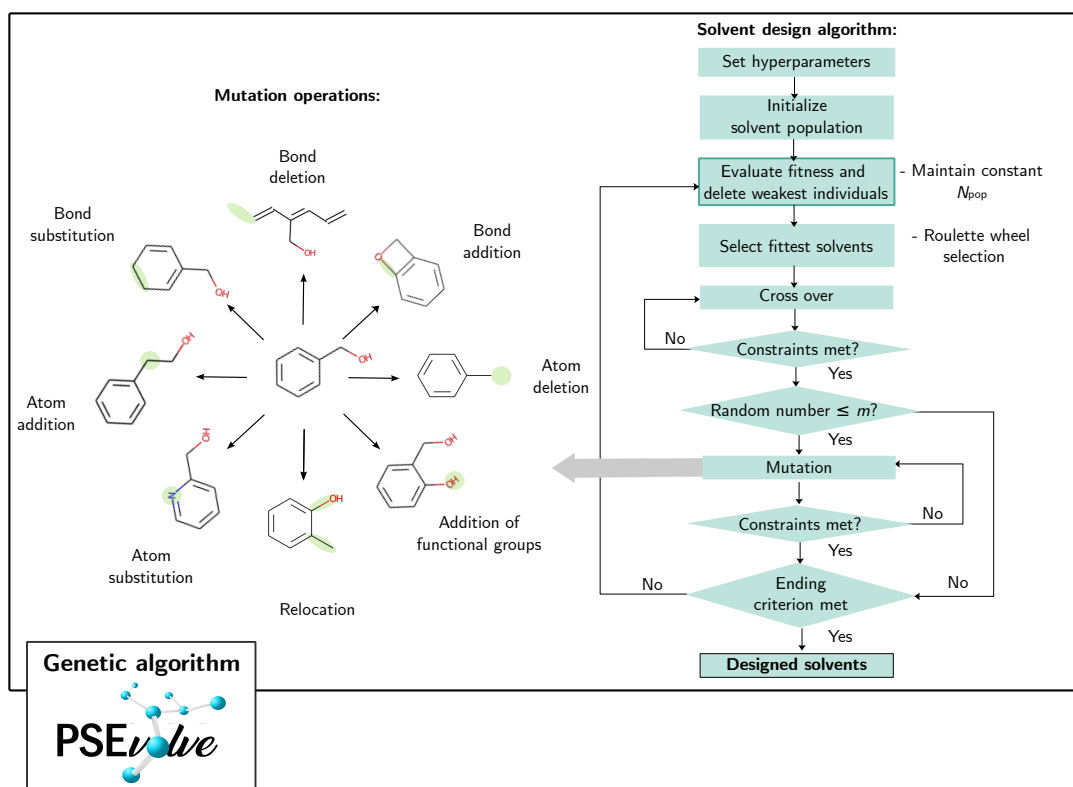 Mutation operations:
Bond
deletion
Bond
substitution
Bond
addition
OH
OH
O
OH
OH
Atom
addition
Atom
deletion
OH
N
OH
OH
OH
Atom
substitution
Addition of
functional groups
Relocation
Solvent design algorithm:
Set hyperparameters
Initialize
solvent population
Evaluate fitness and
delete weakest individuals
- Maintain constant
Npop
Select fittest solvents
- Roulette wheel
selection
Cross over
No
Constraints met?
Yes
Random number ≤ m?
Yes
Mutation
Constraints met?
No
Yes
No
Ending
criterion met
No
Yes
Designed solvents
Genetic algorithm
PSEvolve